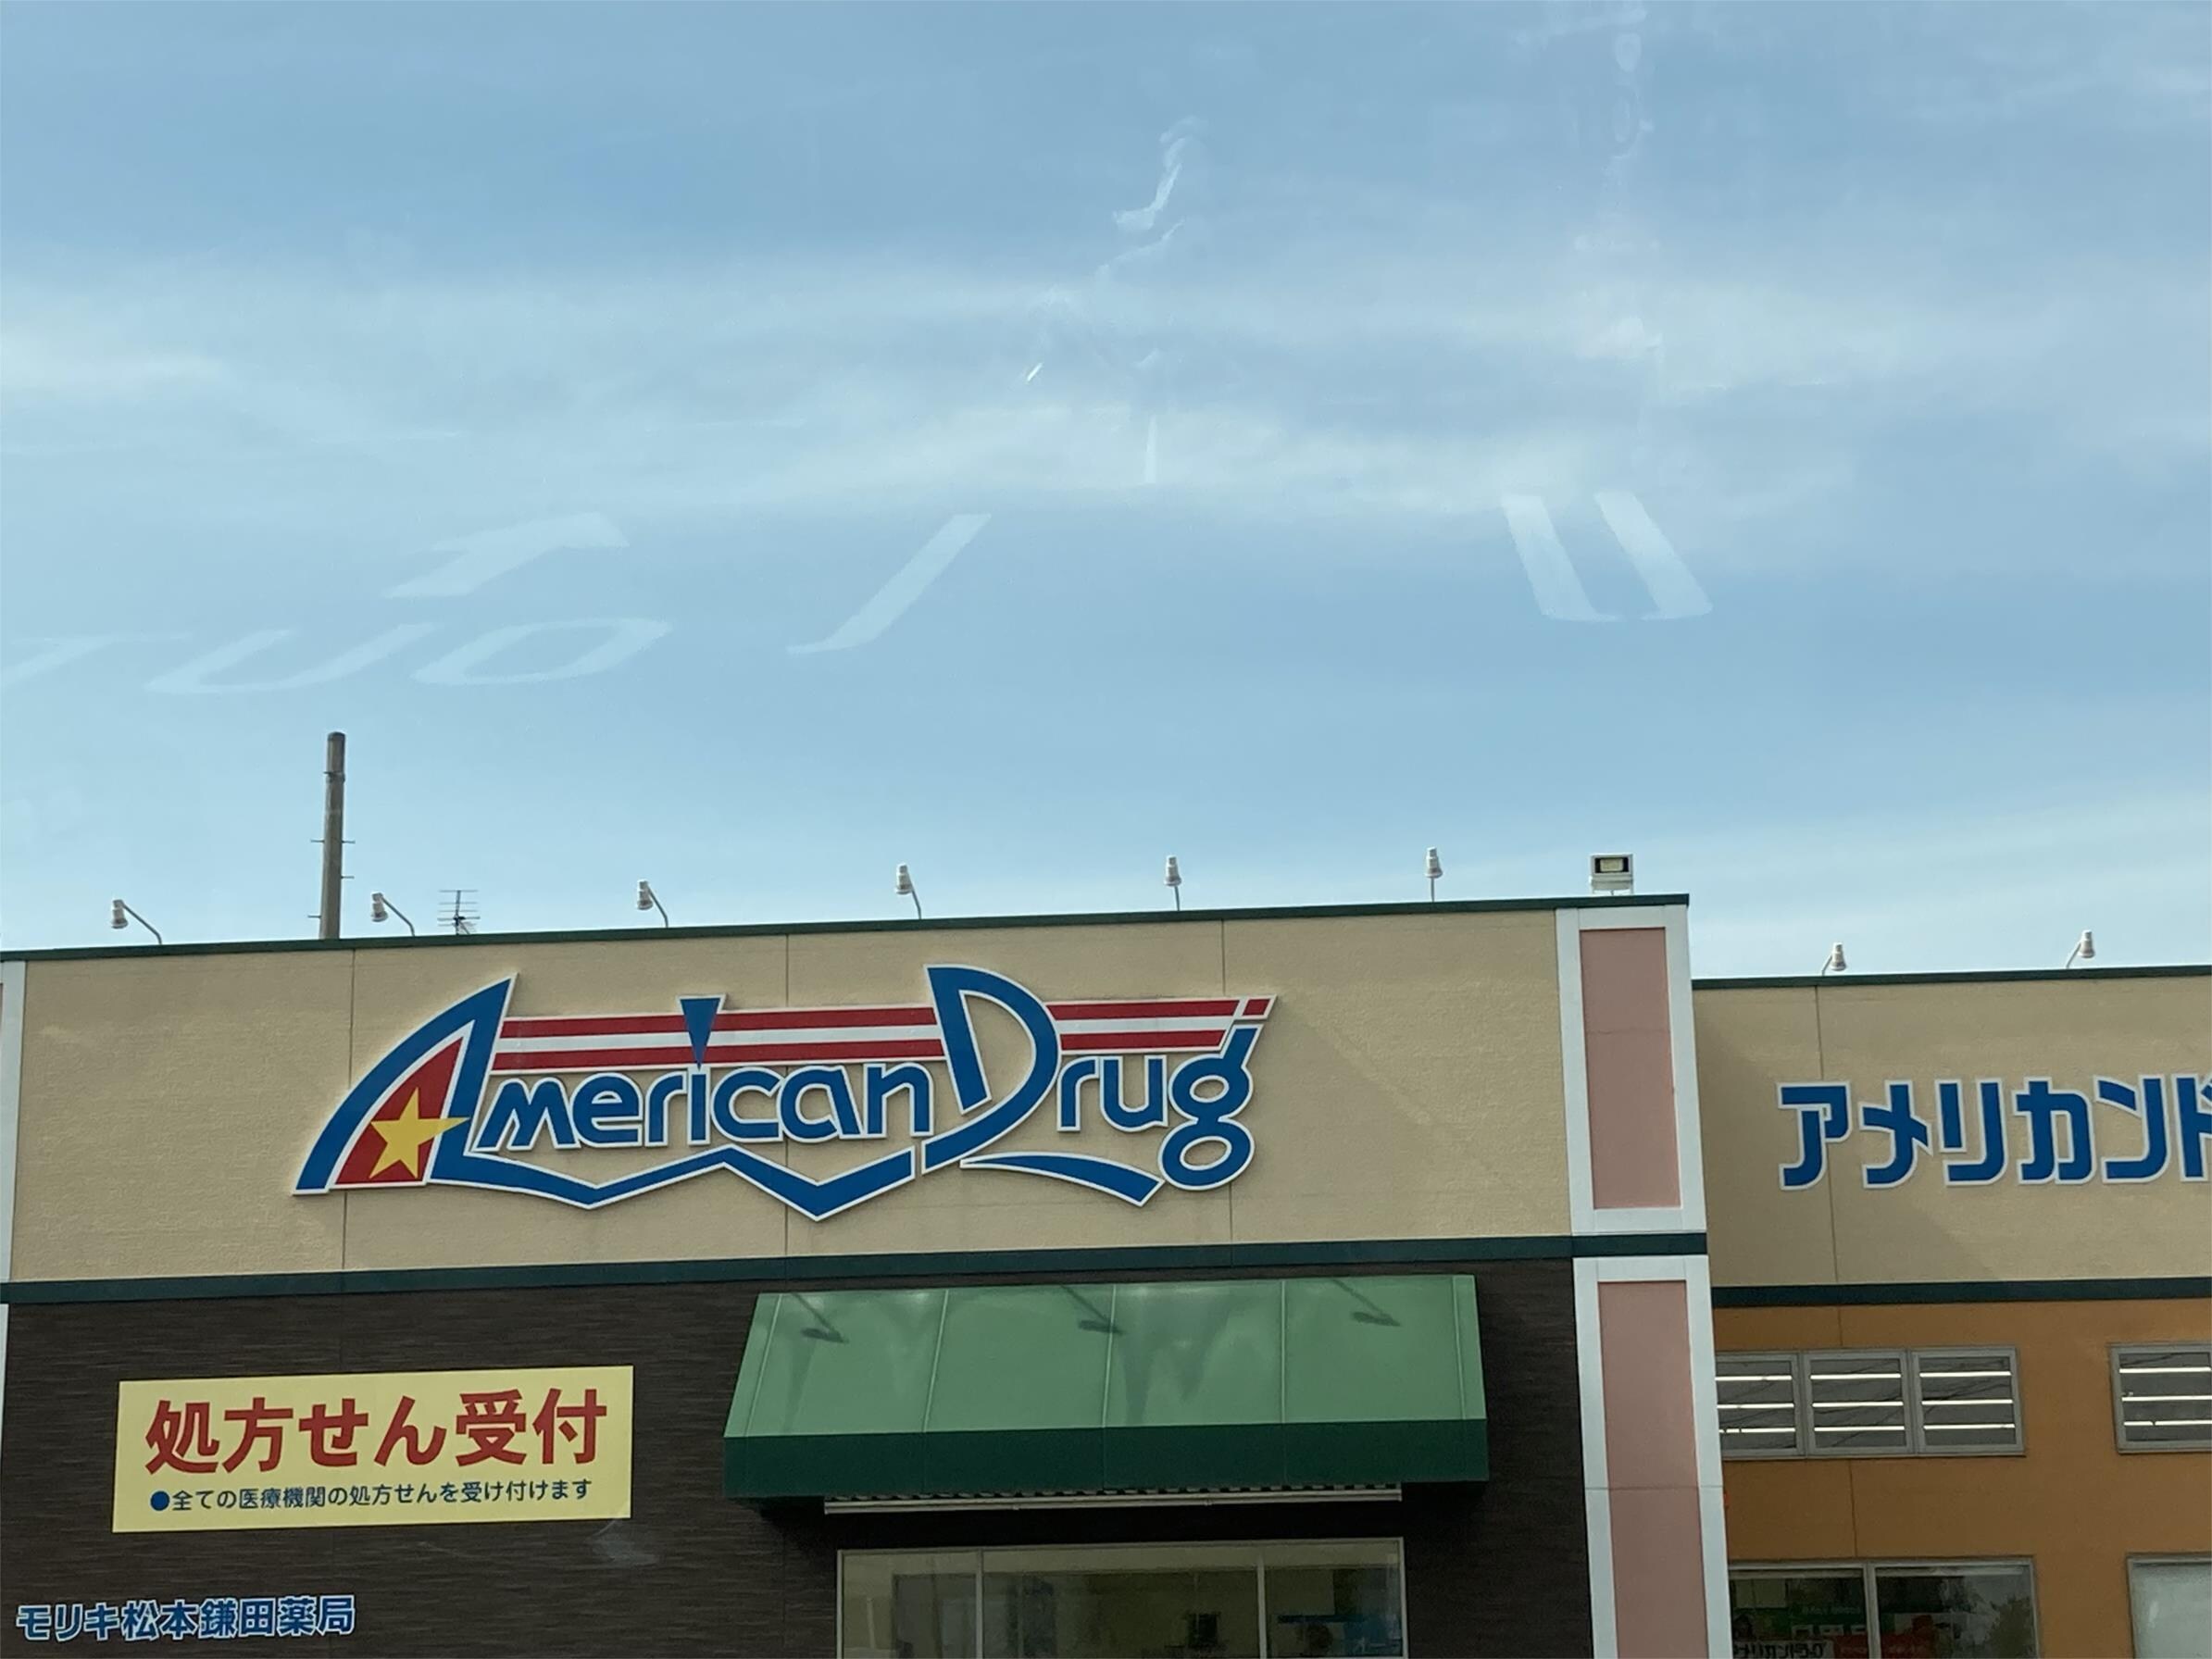 American Drug
アメリカンド
処方せん受付
●全ての医療機関の処方せんを受け付けます
モリキ松本鎌田薬局